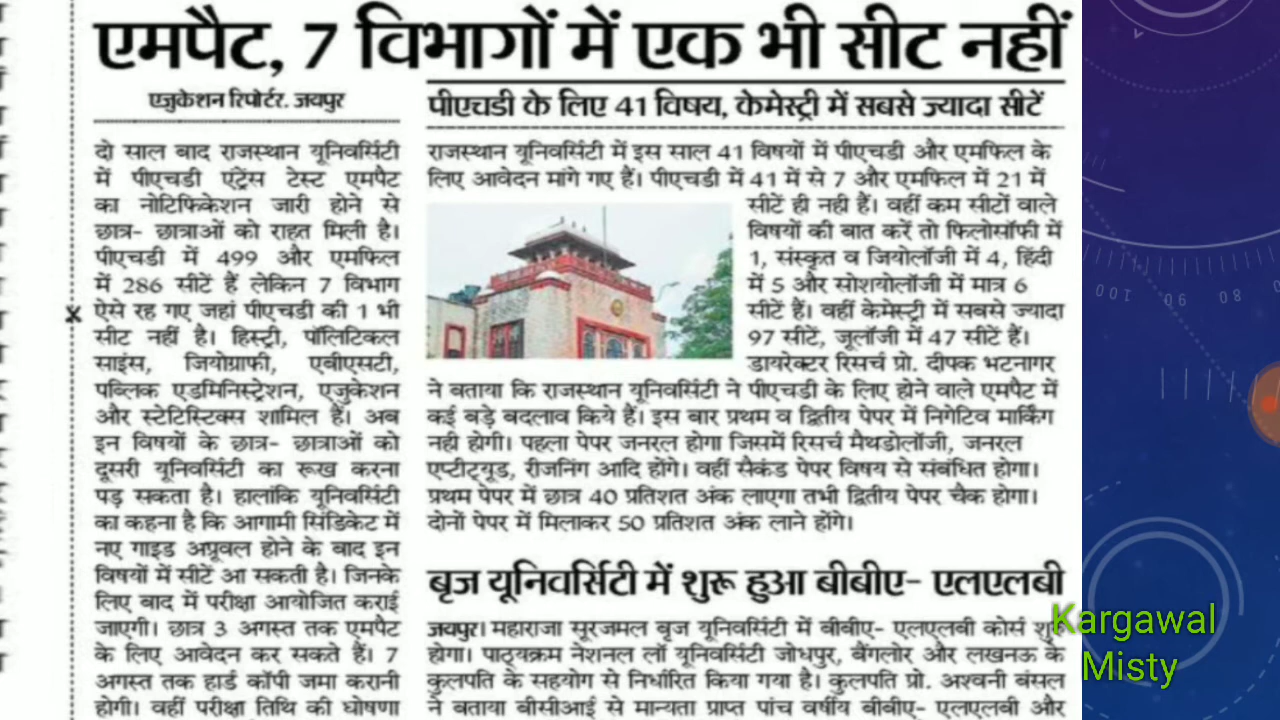 एमपैट, 7 विभागों में एक भी सीट नहीं
एजुकेशन रिपोर्टर. जयपुर
दो साल बाद राजस्थान यूनिवर्सिटी
में पीएचडी एंट्रेंस टेस्ट एमपैट
का नोटिफिकेशन जारी होने से
छात्र- छात्राओं को राहत मिली है।
पीएचडी में 499 और एमफिल
में 286 सीटें हैं लेकिन 7 विभाग
ऐसे रह गए जहां पीएचडी की 1 भी
सीट नहीं है। हिस्ट्री, पॉलिटिकल
साइंस, जियोग्राफी, एबीएसटी,
पब्लिक एडमिनिस्ट्रेशन, एजुकेशन
और स्टेटिस्टिक्स शामिल हैं। अब
इन विषयों के छात्र- छात्राओं को
दूसरी यूनिवर्सिटी का रूख करना
पड़ सकता है। हालांकि यूनिवर्सिटी
का कहना है कि आगामी सिंडिकेट में
नए गाइड अप्रूवल होने के बाद इन
विषयों में सीटें आ सकती है। जिनके
लिए बाद में परीक्षा आयोजित कराई
जाएगी। छात्र 3 अगस्त तक एमपैट
के लिए आवेदन कर सकते हैं। 7
अगस्त तक हार्ड कॉपी जमा करानी
होगी। वहीं परीक्षा तिथि की घोषणा
पीएचडी के लिए 41 विषय, केमेस्ट्री में सबसे ज्यादा सीटें
राजस्थान यूनिवर्सिटी में इस साल 41 विषयों में पीएचडी और एमफिल के
लिए आवेदन मांगे गए हैं। पीएचडी में 41 में से 7 और एमफिल में 21 में
सीटें ही नही हैं। वहीं कम सीटों वाले
विषयों की बात करें तो फिलोसॉफी में
1, संस्कृत व जियोलॉजी में 4, हिंदी
में 5 और सोशयोलॉजी में मात्र 6
सीटें हैं। वहीं केमेस्ट्री में सबसे ज्यादा
97 सीटें, जूलॉजी में 47 सीटें हैं।
डायरेक्टर रिसर्च प्रो. दीपक भटनागर
ने बताया कि राजस्थान यूनिवर्सिटी ने पीएचडी के लिए होने वाले एमपैट में
कई बड़े बदलाव किये हैं। इस बार प्रथम व द्वितीय पेपर में निगेटिव मार्किंग
नही होगी। पहला पेपर जनरल होगा जिसमें रिसर्च मैथडोलॉजी, जनरल
एप्टीट्यूड, रीजनिंग आदि होंगे। वहीं सैकंड पेपर विषय से संबंधित होगा।
प्रथम पेपर में छात्र 40 प्रतिशत अंक लाएगा तभी द्वितीय पेपर चैक होगा।
दोनों पेपर में मिलाकर 50 प्रतिशत अंक लाने होंगे।
बृज यूनिवर्सिटी में शुरू हुआ बीबीए- एलएलबी
जयपुर। महाराजा सूरजमल बृज यूनिवर्सिटी में बीबीए- एलएलबी कोर्स
होगा। पाठ्यक्रम नेशनल लॉ यूनिवर्सिटी जोधपुर, बैंगलोर और लखनऊ के
कुलपति के सहयोग से निर्धारित किया गया है। कुलपति प्रो. अश्वनी बंसल
ने बताया बीसीआई से मान्यता प्राप्त पांच वर्षीय बीबीए- एलएलबी और
Kargawal
Misty
100 90 80